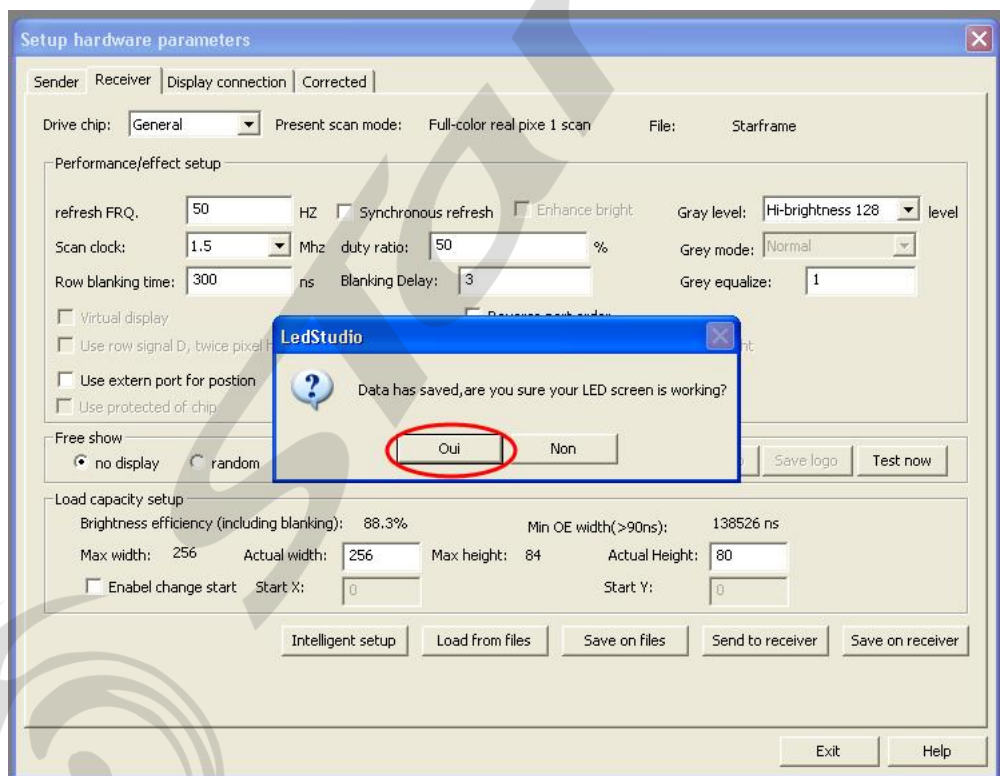 Setup hardware parameters
Sender Receiver Display connection Corrected
Drive chip: General Present scan mode: Full-color real pixe 1 scan File: Starframe
Performance/effect setup
refresh FRQ. 50 HZ Synchronous refresh Enhance bright Gray level: Hi-brightness 128 level
Scan clock: 1.5 Mhz duty ratio: 50 % Grey mode: Normal
Row blanking time: 300 ns Blanking Delay: 3 Grey equalize: 1
Virtual display
Use row signal D, twice pixel
LedStudio
Use extern port for postion
Data has saved,are you sure your LED screen is working?
Use protected of chip
Oui Non
Free show
no display random Save logo Test now
Load capacity setup
Brightness efficiency (including blanking): 88.3% Min OE width(>90ns): 138526 ns
Max width: 256 Actual width: 256 Max height: 84 Actual Height: 80
Enabel change start Start X: 0 Start Y: 0
Intelligent setup Load from files Save on files Send to receiver Save on receiver
Exit Help
Star